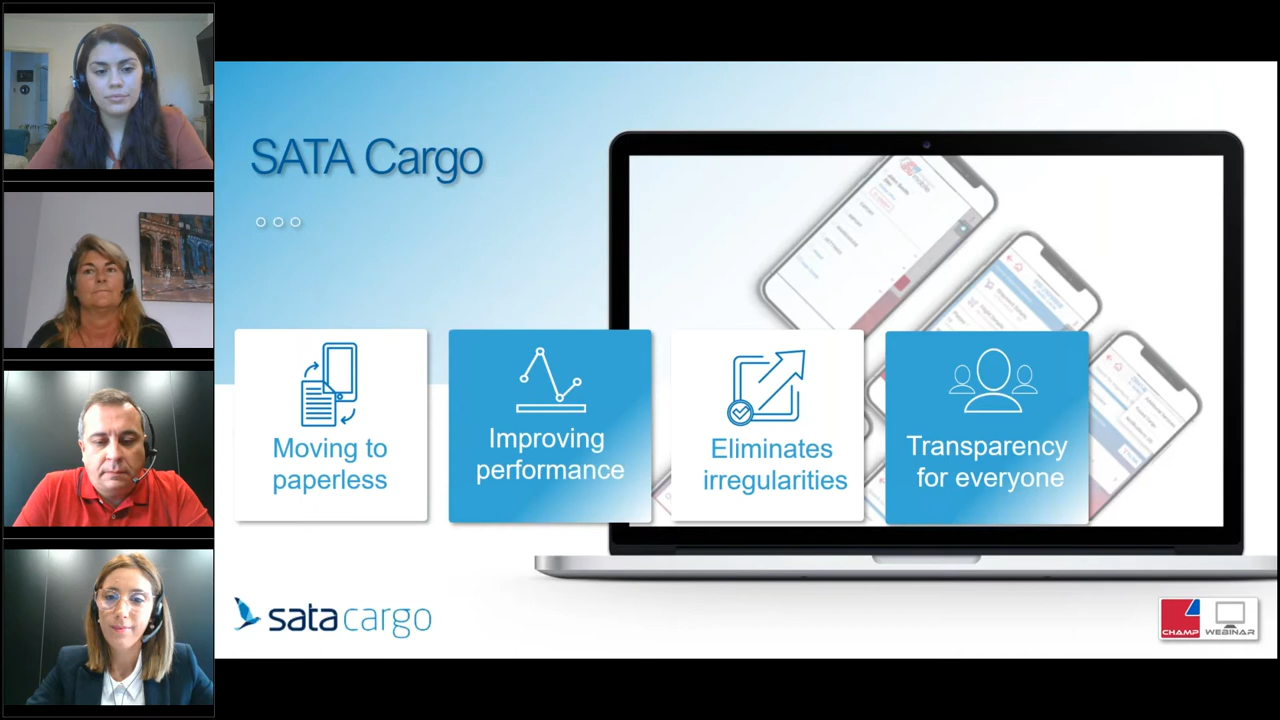 SATA Cargo
Moving to
paperless
Improving
performance
Eliminates
irregularities
Transparency
for everyone
sata cargo
CHAMP WEBINAR